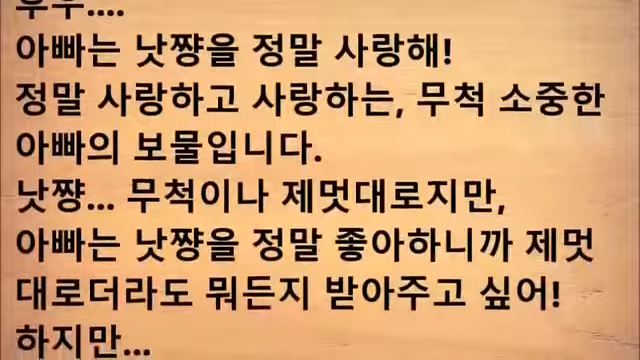 우우....
아빠는 낫쨩을 정말 사랑해!
정말 사랑하고 사랑하는, 무척 소중한
아빠의 보물입니다.
낫쨩... 무척이나 제멋대로지만,
아빠는 낫쨩을 정말 좋아하니까 제멋
대로더라도 뭐든지 받아주고 싶어!
하지만...